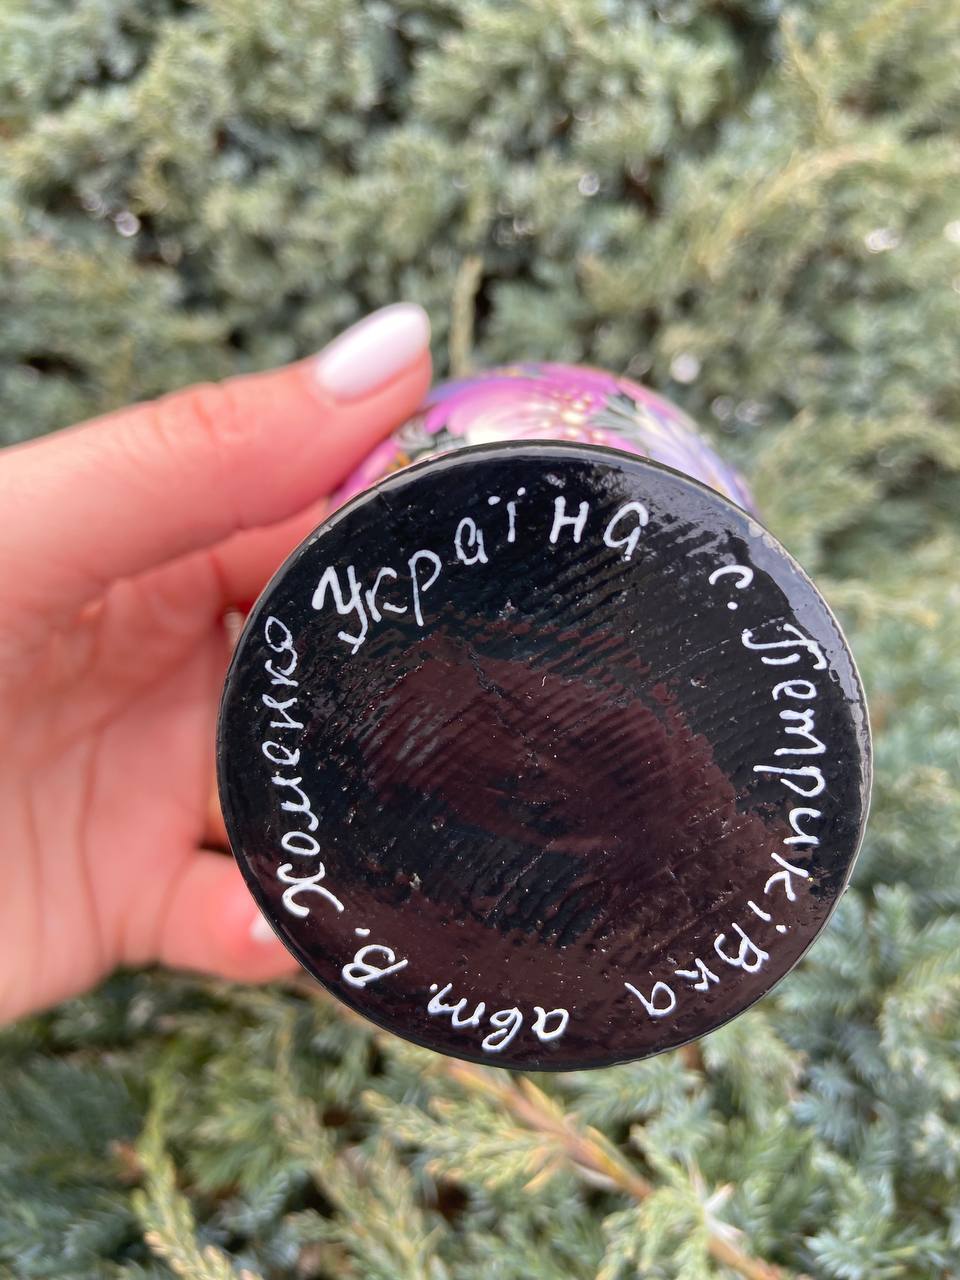 Україна
с. Петриківка
авт. В. Хоменко